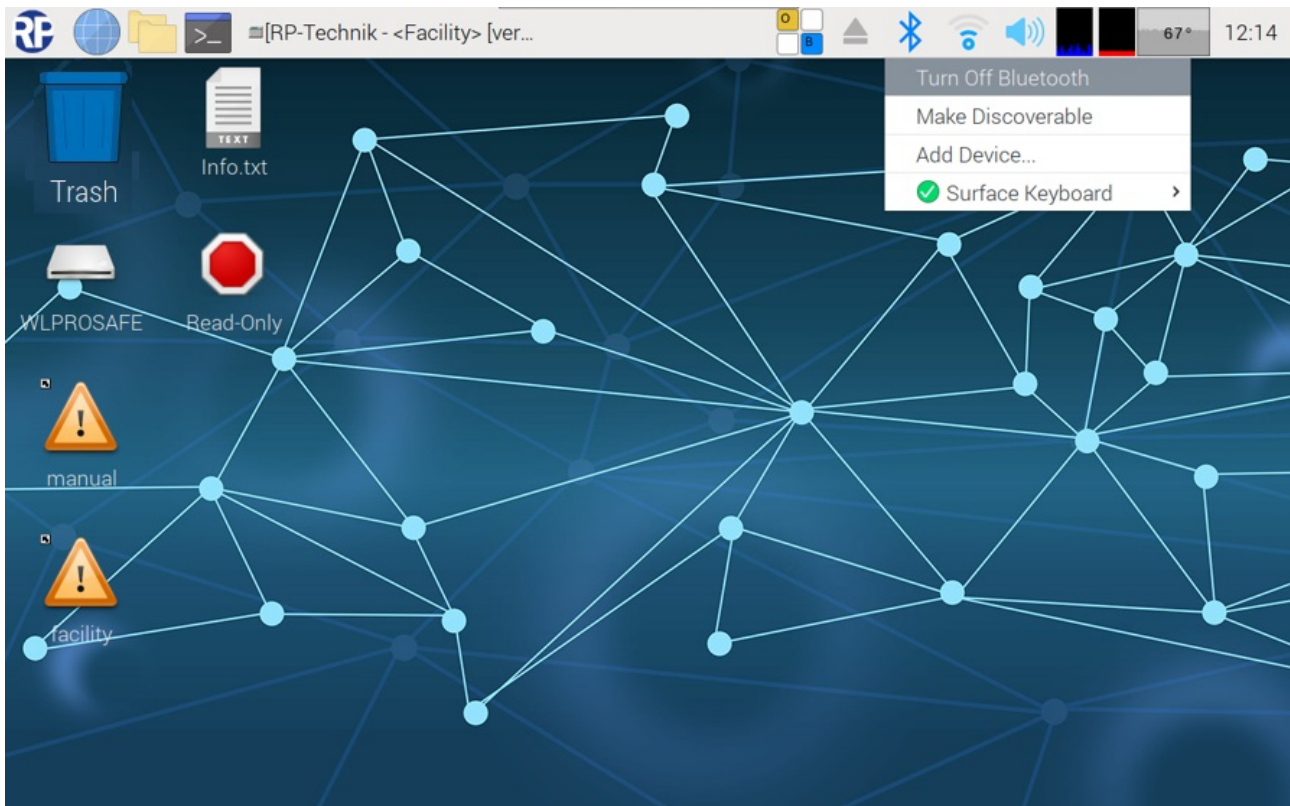 RP
>_
[RP-Technik - <Facility> [ver...
O
B
67°
12:14
Turn Off Bluetooth
Make Discoverable
Add Device...
Surface Keyboard
Trash
TEXT
Info.txt
WLPROSAFE
Read-Only
manual
facility